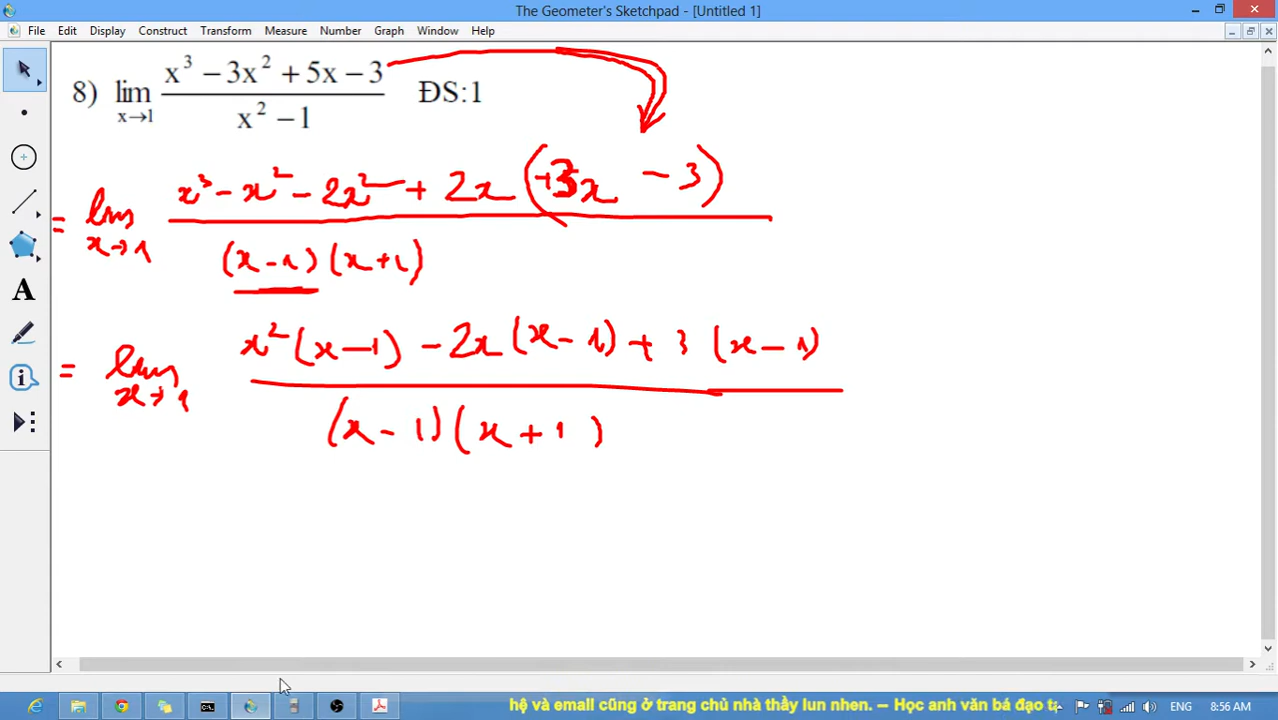 The Geometer's Sketchpad - [Untitled 1]
File Edit Display Construct Transform Measure Number Graph Window Help
8) lim x→1 (x³ − 3x² + 5x − 3)/(x² − 1) ĐS:1
= lim x→1 (x³ − x² − 2x² + 2x (+3x − 3))/((x−1)(x+1))
= lim x→1 (x²(x−1) − 2x(x−1) + 3(x−1))/((x−1)(x+1))
A
hệ và emall cũng ở trang chủ nhà thầy lun nhen. -- Học anh văn bá đạo tạ
ENG 8:56 AM